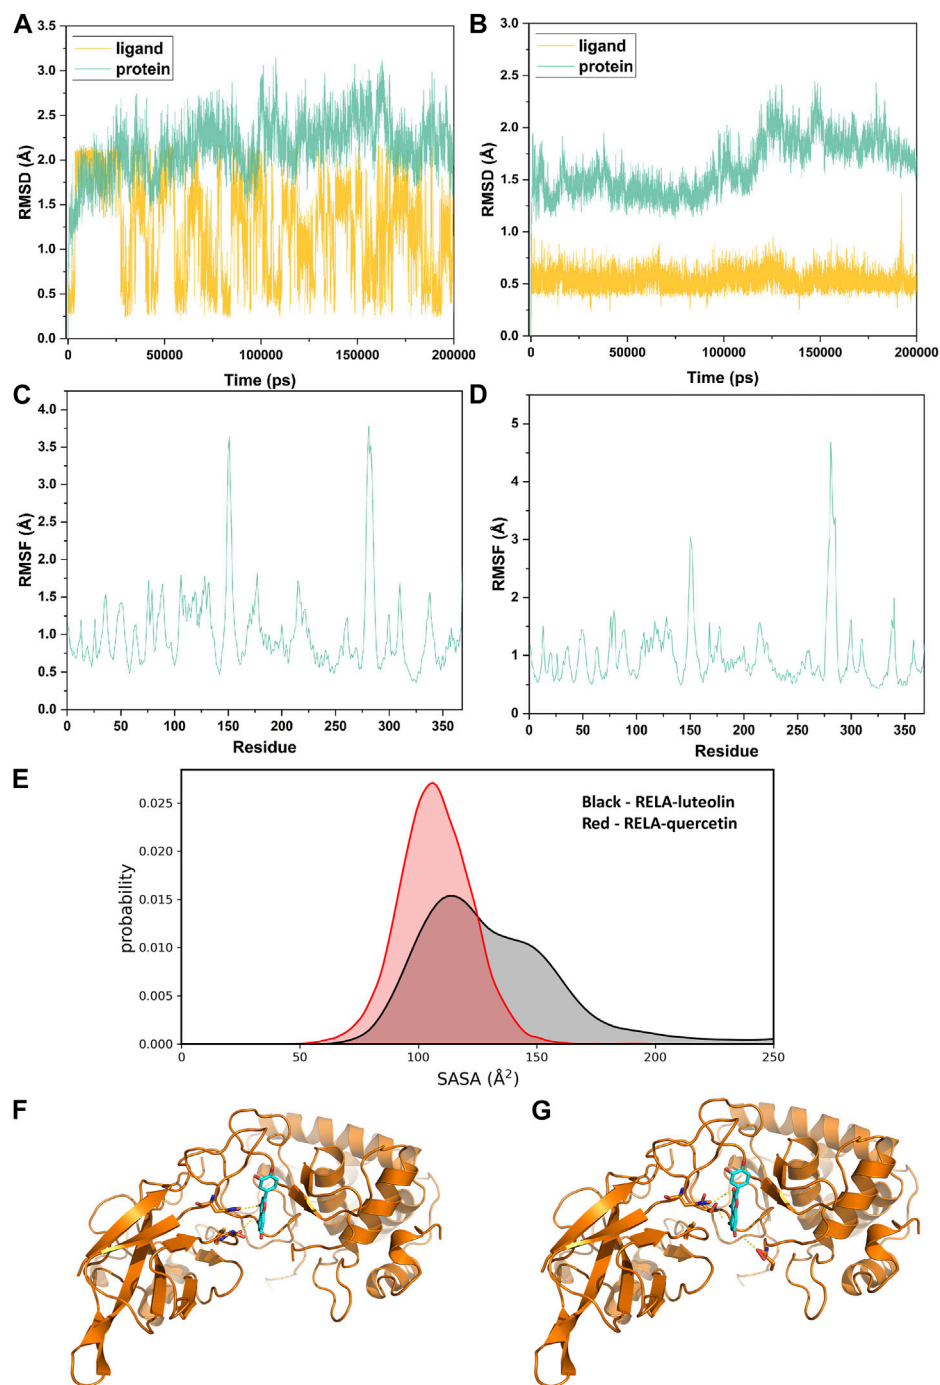 A
3.5
3.0
2.5
2.0
1.5
1.0
0.5
0.0
RMSD (Å)
ligand
protein
0
50000
100000
150000
200000
Time (ps)
B
3.0
2.5
2.0
1.5
1.0
0.5
0.0
RMSD (Å)
ligand
protein
0
50000
100000
150000
200000
Time (ps)
C
4.0
3.5
3.0
2.5
2.0
1.5
1.0
0.5
0.0
RMSF (Å)
0
50
100
150
200
250
300
350
Residue
D
5
4
3
2
1
0
RMSF (Å)
0
50
100
150
200
250
300
350
Residue
E
0.025
0.020
0.015
0.010
0.005
0.000
probability
Black - RELA-luteolin
Red - RELA-quercetin
0
50
100
150
200
250
SASA (Å²)
F
G